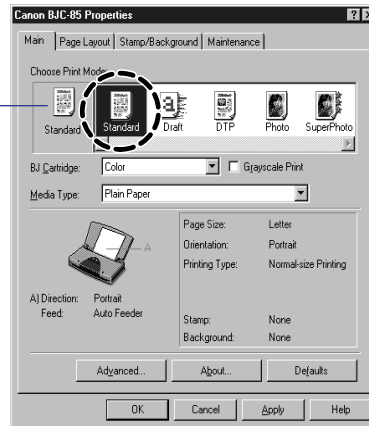 Canon BJC-85 Properties
Main Page Layout Stamp/Background Maintenance
Choose Print Mode:
Standard Standard Draft DTP Photo SuperPhoto
BJ Cartridge: Color Grayscale Print
Media Type: Plain Paper
A
Page Size: Letter
Orientation: Portrait
Printing Type: Normal-size Printing
A) Direction: Portrait
Feed: Auto Feeder
Stamp: None
Background: None
Advanced... About... Defaults
OK Cancel Apply Help